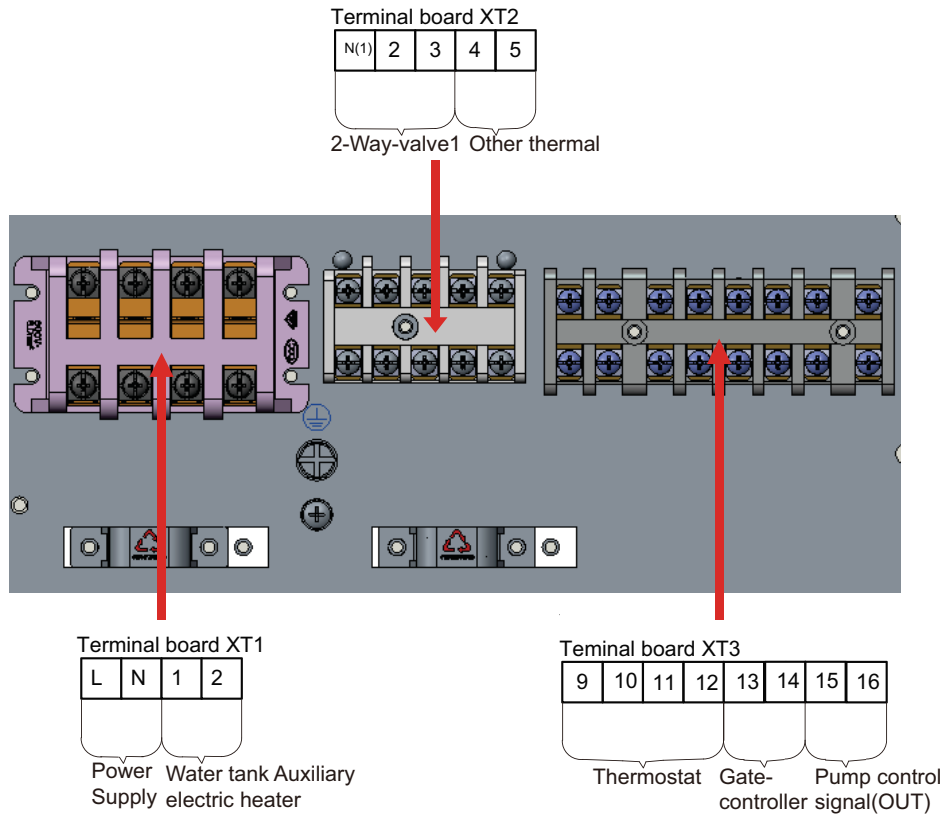 Terminal board XT2
N(1) 2 3 4 5
2-Way-valve1 Other thermal
Terminal board XT1
L N 1 2
Power Supply
Water tank Auxiliary electric heater
Teminal board XT3
9 10 11 12 13 14 15 16
Thermostat
Gate-
controller
Pump control
signal(OUT)